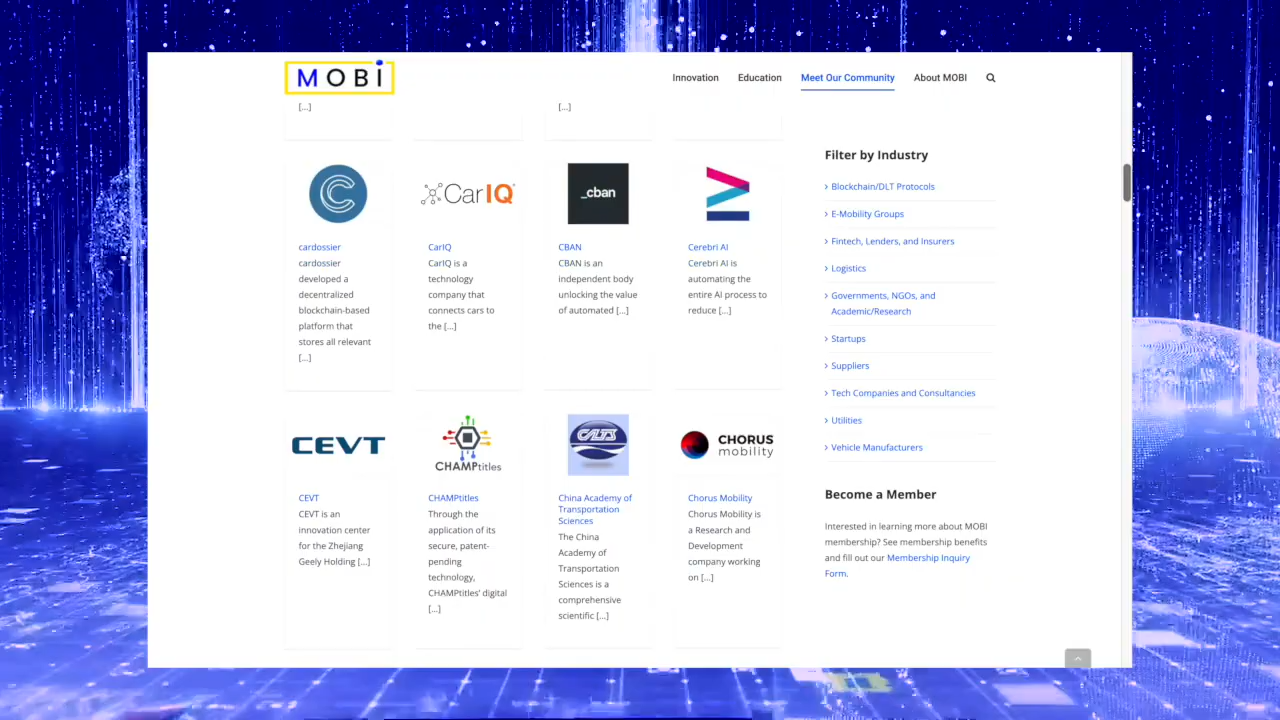 MOBI
Innovation
Education
Meet Our Community
About MOBI
[...]
[...]
C
CarIQ
_cban
cardossier
cardossier
developed a
decentralized
blockchain-based
platform that
stores all relevant
[...]
CarIQ
CarIQ is a
technology
company that
connects cars to
the [...]
CBAN
CBAN is an
independent body
unlocking the value
of automated [...]
Cerebri AI
Cerebri AI is
automating the
entire AI process to
reduce [...]
CEVT
CHAMPtitles
CATS
CHORUS
mobility
CEVT
CEVT is an
innovation center
for the Zhejiang
Geely Holding [...]
CHAMPtitles
Through the
application of its
secure, patent-
pending
technology,
CHAMPtitles' digital
[...]
China Academy of
Transportation
Sciences
The China
Academy of
Transportation
Sciences is a
comprehensive
scientific [...]
Chorus Mobility
Chorus Mobility is
a Research and
Development
company working
on [...]
Filter by Industry
Blockchain/DLT Protocols
E-Mobility Groups
Fintech, Lenders, and Insurers
Logistics
Governments, NGOs, and
Academic/Research
Startups
Suppliers
Tech Companies and Consultancies
Utilities
Vehicle Manufacturers
Become a Member
Interested in learning more about MOBI
membership? See membership benefits
and fill out our Membership Inquiry
Form.